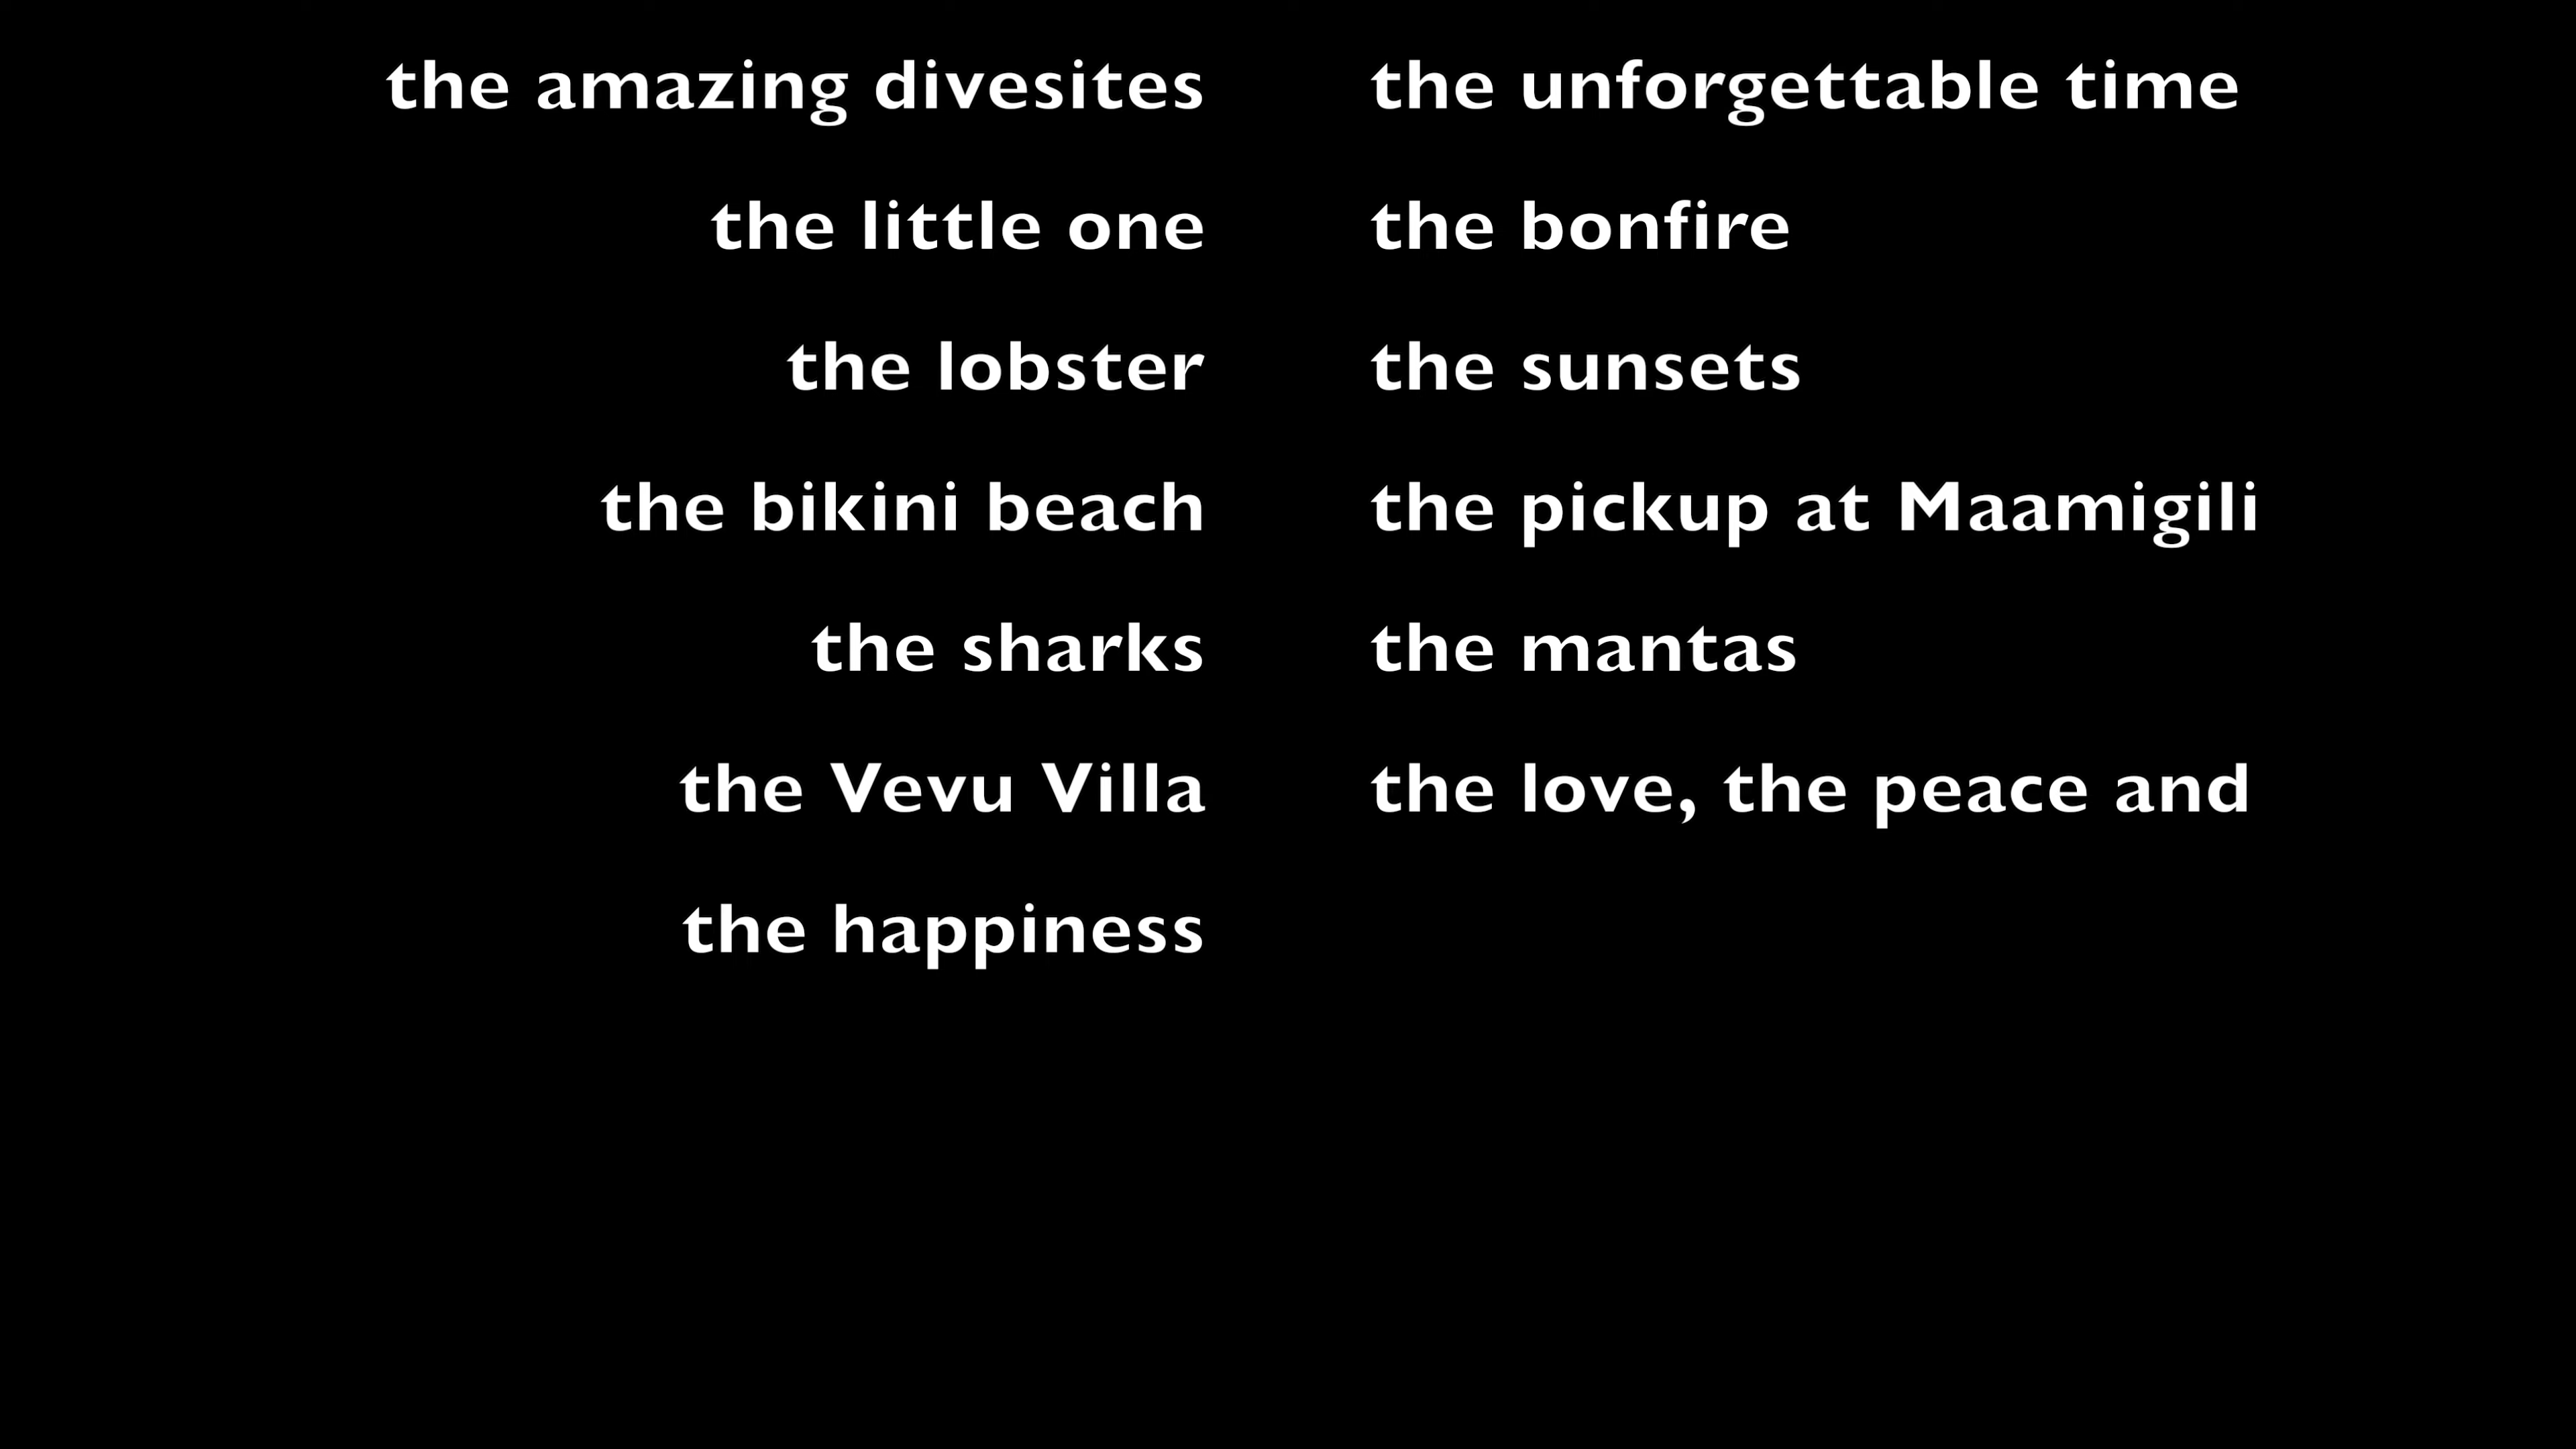 the amazing divesites the unforgettable time
the little one the bonfire
the lobster the sunsets
the bikini beach the pickup at Maamigili
the sharks the mantas
the Vevu Villa the love, the peace and
the happiness